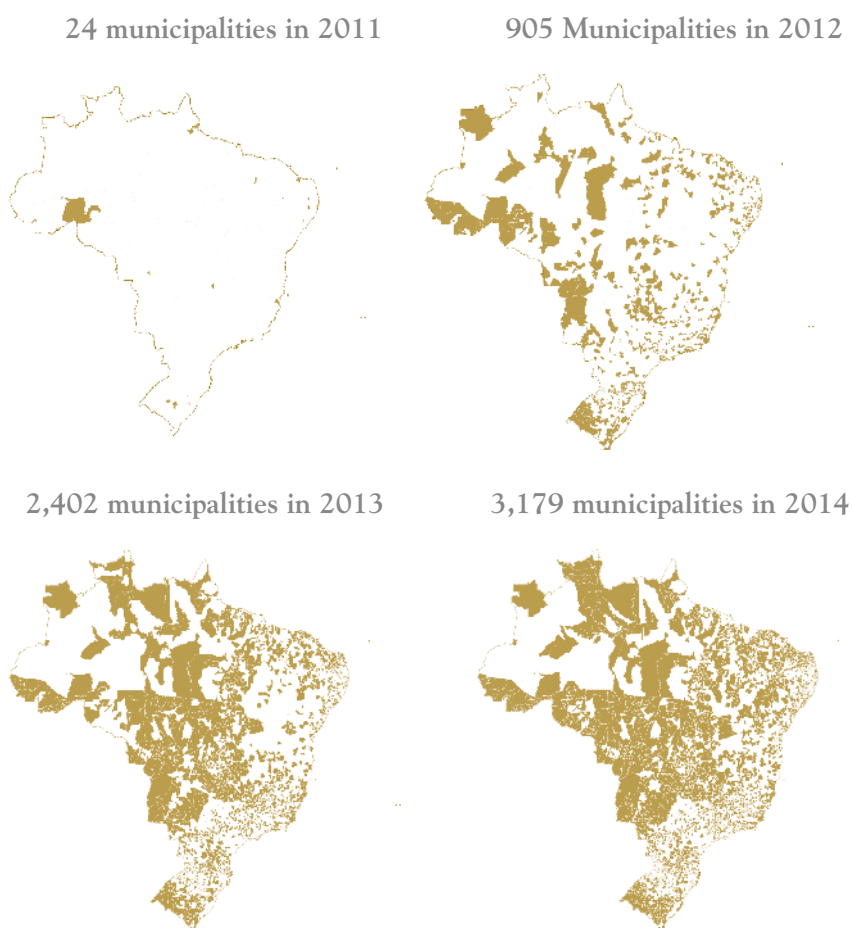 24 municipalities in 2011
905 Municipalities in 2012
2,402 municipalities in 2013
3,179 municipalities in 2014